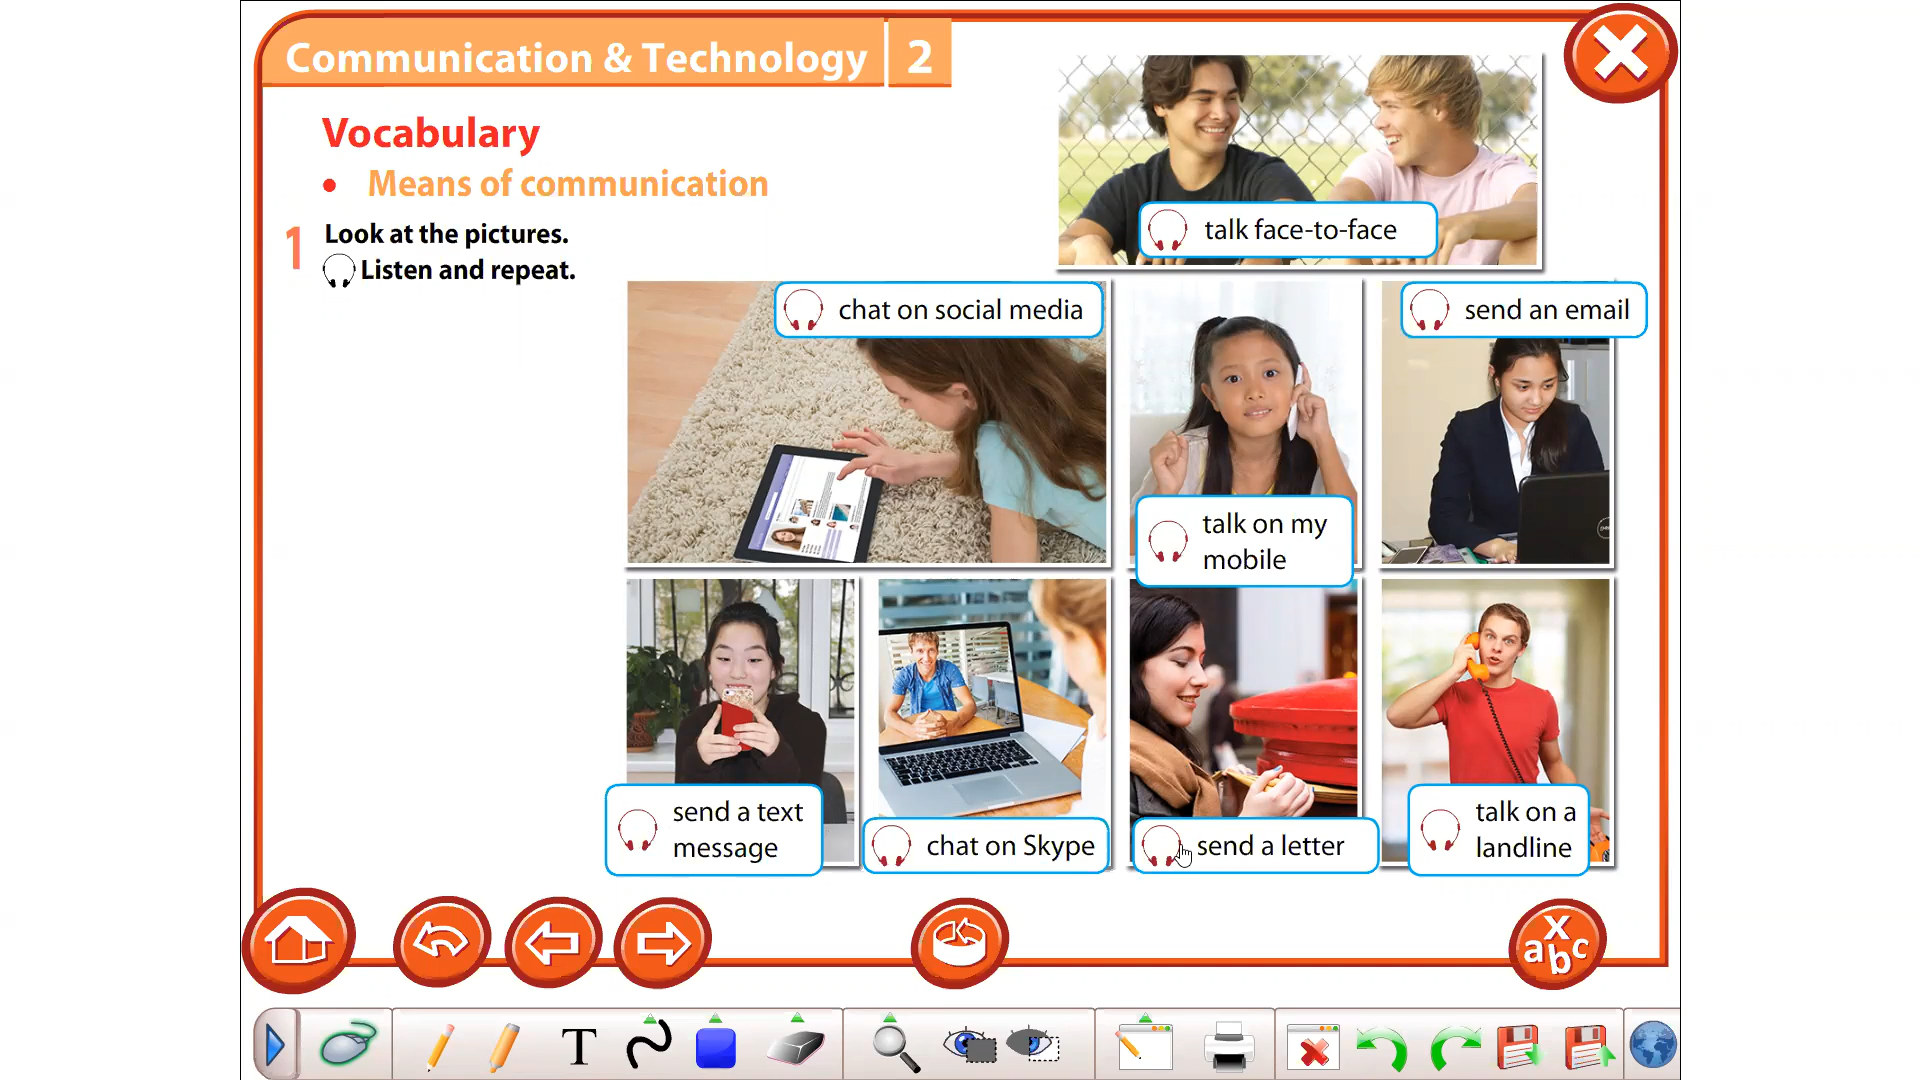 Communication & Technology 2
Vocabulary
• Means of communication
1 Look at the pictures.
Listen and repeat.
talk face-to-face
chat on social media
send an email
talk on my
mobile
send a text
message
chat on Skype
send a letter
talk on a
landline
x
abc
T